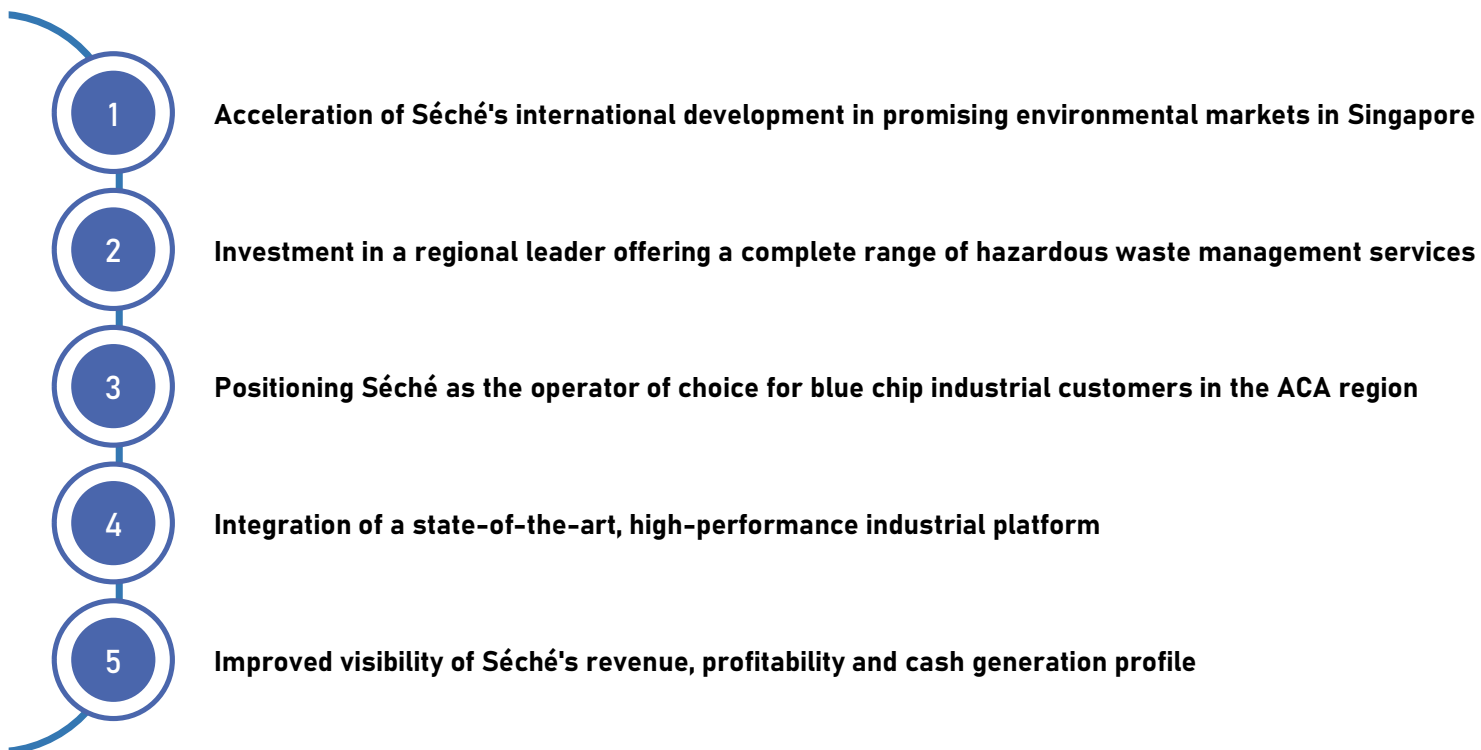 1
Acceleration of Séché's international development in promising environmental markets in Singapore
2
Investment in a regional leader offering a complete range of hazardous waste management services
3
Positioning Séché as the operator of choice for blue chip industrial customers in the ACA region
4
Integration of a state-of-the-art, high-performance industrial platform
5
Improved visibility of Séché's revenue, profitability and cash generation profile